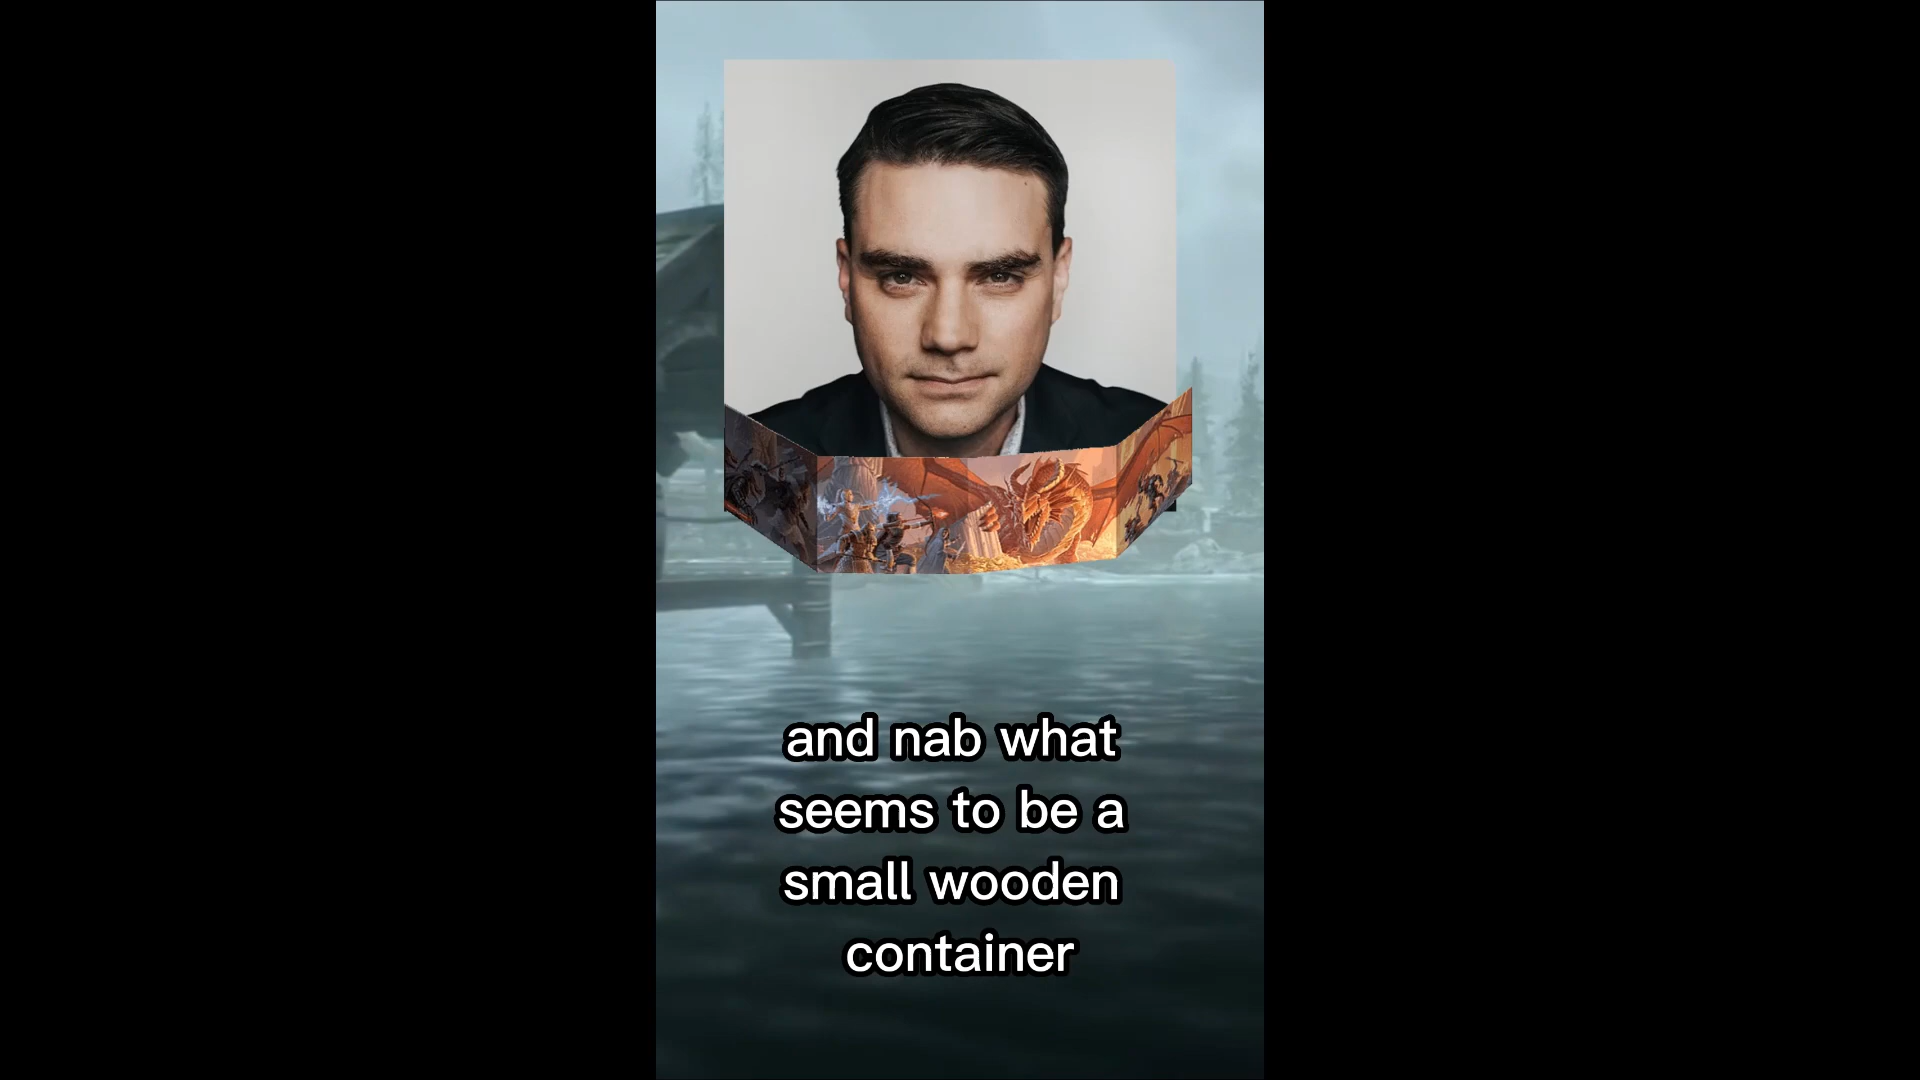 and nab what
seems to be a
small wooden
container